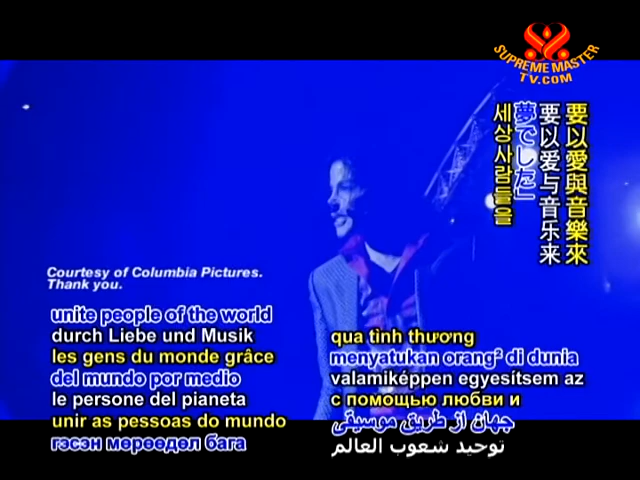 SUPREME MASTER
TV.COM
要以愛與音樂來
要以爱与音乐来
夢でした」
세상사람들을
Courtesy of Columbia Pictures.
Thank you.
unite people of the world
durch Liebe und Musik
les gens du monde grâce
del mundo por medio
le persone del pianeta
unir as pessoas do mundo
гэсэн мөрөөдөл бага
qua tình thương
menyatukan orang² di dunia
valamiképpen egyesítsem az
с помощью любви и
جهان از طریق موسیقی
توحيد شعوب العالم